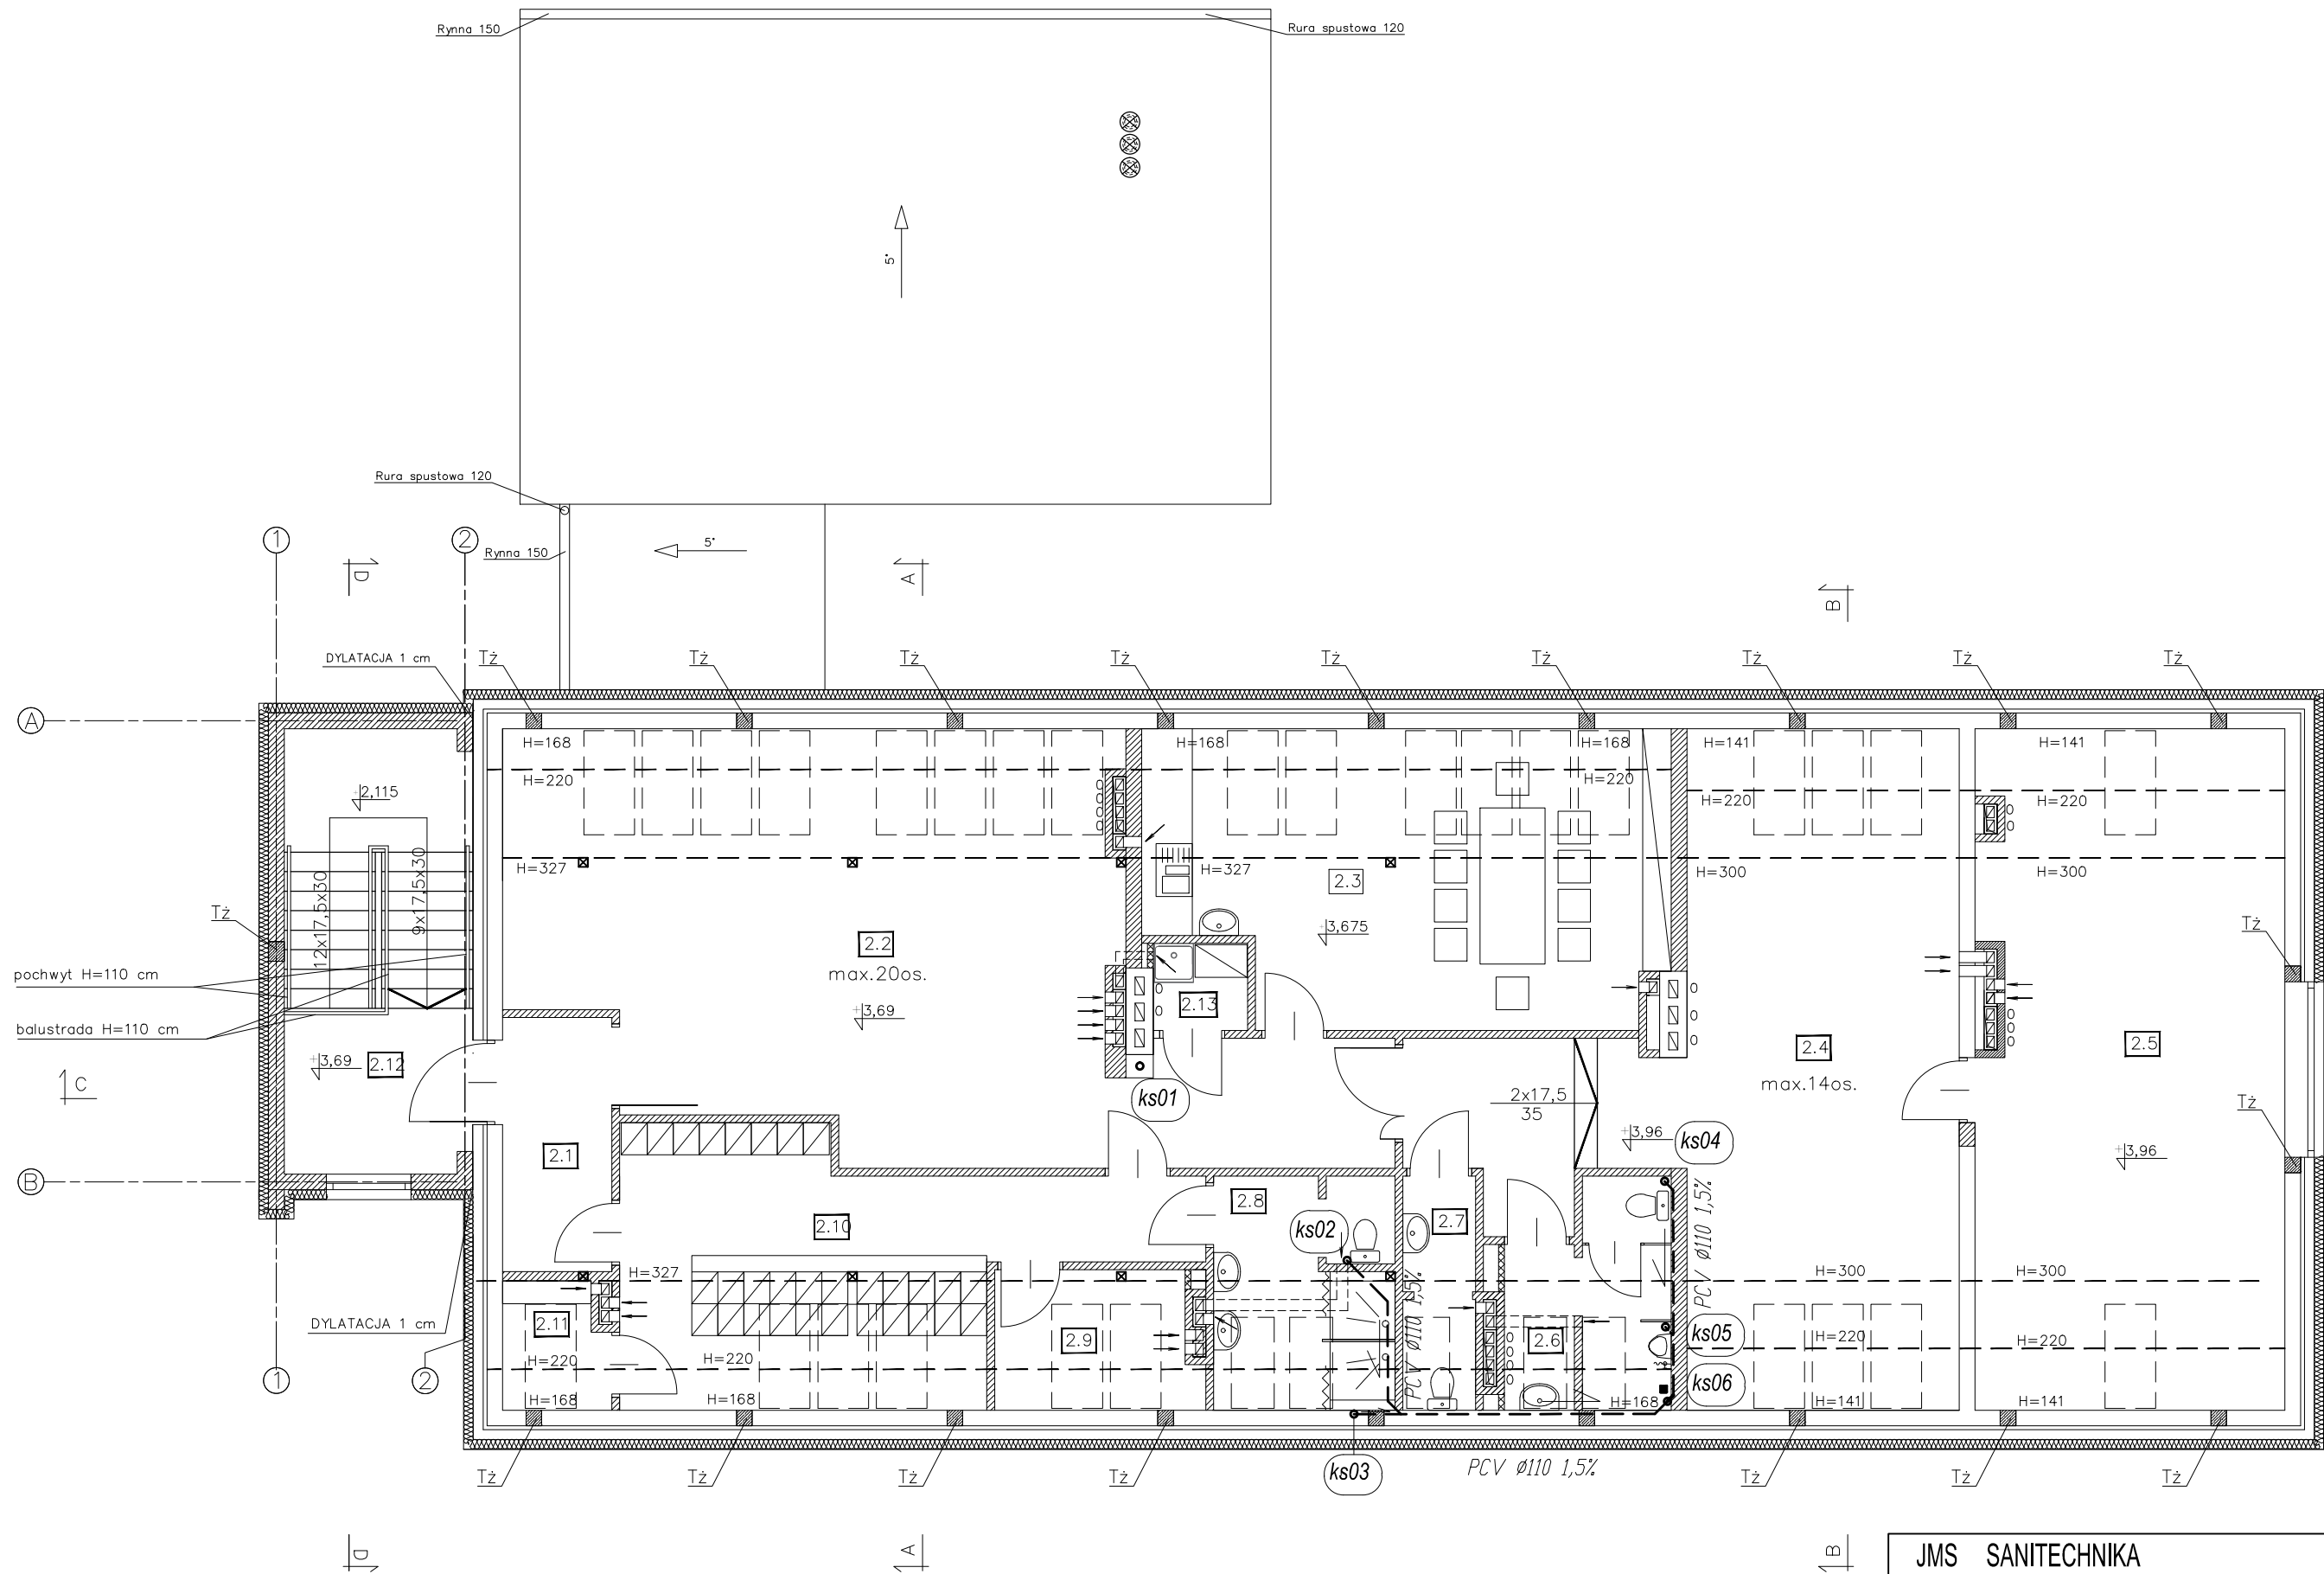 Rynna 150
Rura spustowa 120
5°
Rura spustowa 120
Rynna 150
5°
1
2
D
A
B
DYLATACJA 1 cm
Tż
Tż
Tż
Tż
Tż
Tż
Tż
Tż
Tż
A
H=168
H=168
H=168
H=141
H=141
H=220
H=220
H=220
H=220
+2,115
12x17,5x30
9x17,5x30
H=327
H=327
H=300
H=300
2.3
Tż
2.2
+3,675
Tż
max.20os.
pochwyt H=110 cm
2.13
+3,69
balustrada H=110 cm
2.4
2.5
+3,69
2.12
max.14os.
C
ks01
2x17,5
35
Tż
+3,96
ks04
2.1
+3,96
B
2.8
2.10
ks02
2.7
PCV ø110 1,5%
H=327
H=300
H=300
PCV ø110 1,5%
DYLATACJA 1 cm
2.11
2.9
2.6
ks05
H=220
H=220
H=220
H=220
1
2
ks06
H=168
H=168
H=168
H=141
H=141
ks03
PCV ø110 1,5%
Tż
Tż
Tż
Tż
Tż
Tż
Tż
D
A
B
JMS SANITECHNIKA